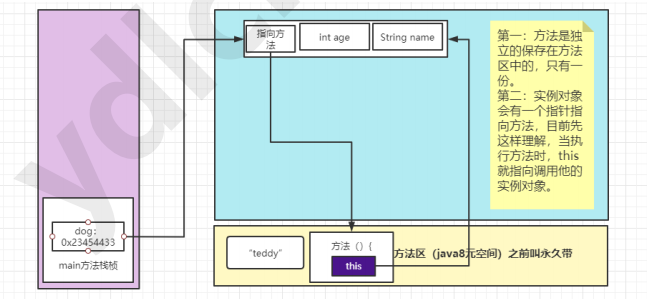 指向方
法
int age
String name
第一：方法是独
立的保存在方法
区中的，只有一
份。
第二：实例对象
会有一个指针指
向方法，目前先
这样理解，当执
行方法时，this
就指向调用他的
实例对象。
dog：
0x23454433
main方法栈桢
“teddy”
方法（）{
this
方法区（java8元空间）之前叫永久带